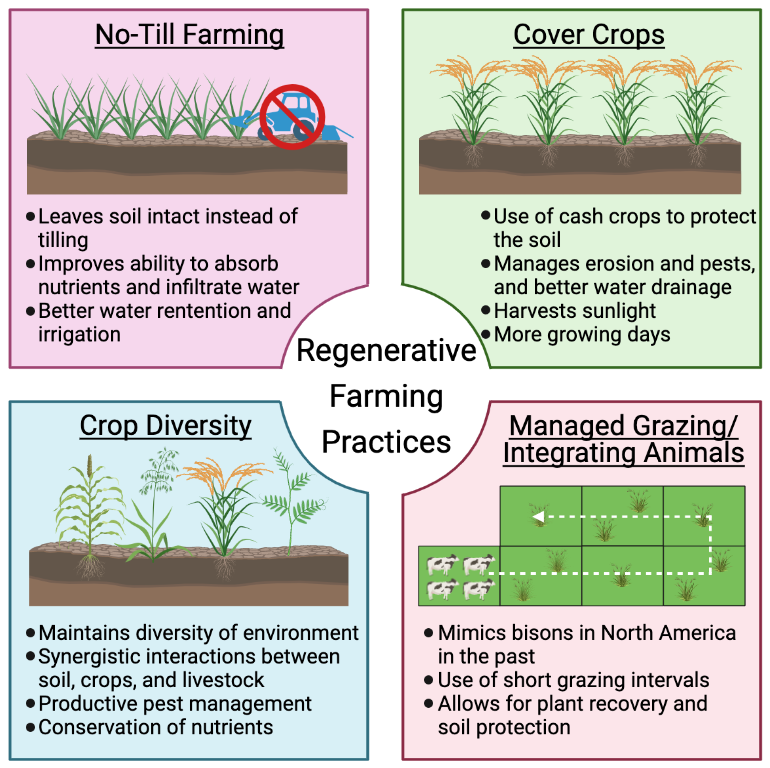 No-Till Farming
● Leaves soil intact instead of
tilling
● Improves ability to absorb
nutrients and infiltrate water
● Better water rentention and
irrigation
Cover Crops
● Use of cash crops to protect
the soil
● Manages erosion and pests,
and better water drainage
● Harvests sunlight
● More growing days
Regenerative
Farming
Practices
Crop Diversity
● Maintains diversity of environment
● Synergistic interactions between
soil, crops, and livestock
● Productive pest management
● Conservation of nutrients
Managed Grazing/
Integrating Animals
● Mimics bisons in North America
in the past
● Use of short grazing intervals
● Allows for plant recovery and
soil protection